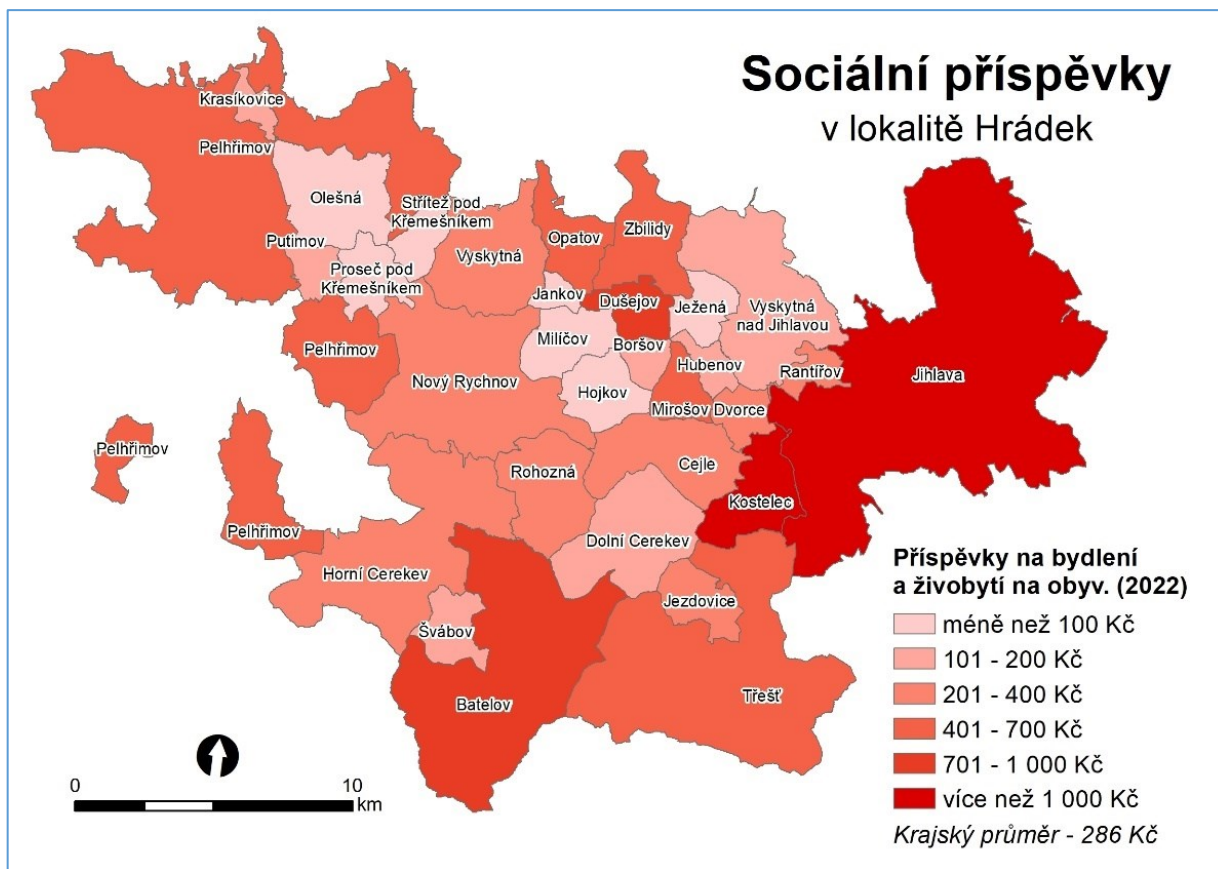 Sociální příspěvky
v lokalitě Hrádek
Krasíkovice
Pelhřimov
Olešná
Střítež pod
Křemešníkem
Putimov
Proseč pod
Křemešníkem
Vyskytná
Opatov
Zbilidy
Jankov
Dušejov
Ježená
Vyskytná
nad Jihlavou
Milíčov
Boršov
Hubenov
Rantířov
Jihlava
Pelhřimov
Nový Rychnov
Hojkov
Mirošov
Dvorce
Pelhřimov
Rohozná
Cejle
Kostelec
Pelhřimov
Dolní Cerekev
Horní Cerekev
Jezdovice
Švábov
Batelov
Třešť
Příspěvky na bydlení
a živobytí na obyv. (2022)
méně než 100 Kč
101 - 200 Kč
201 - 400 Kč
401 - 700 Kč
701 - 1 000 Kč
více než 1 000 Kč
Krajský průměr - 286 Kč
0 10
km